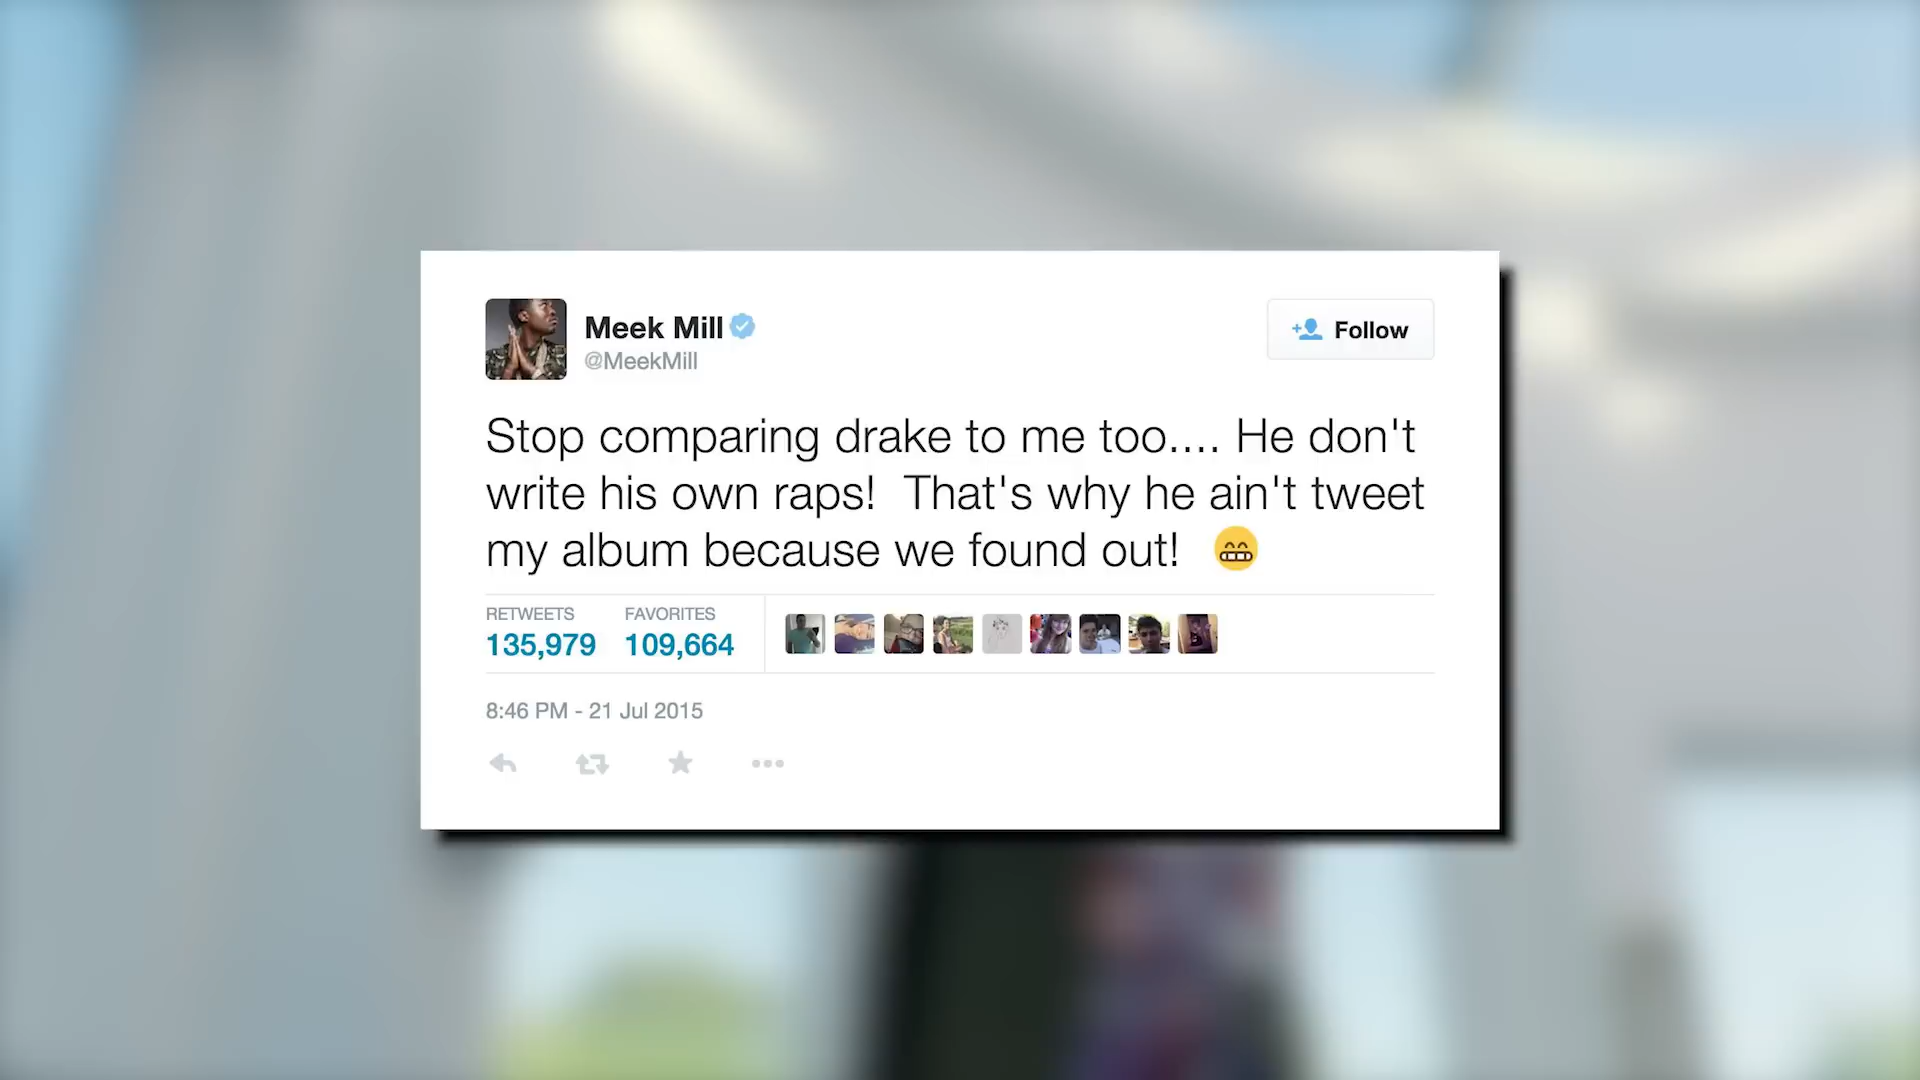 Meek Mill
@MeekMill
Follow
Stop comparing drake to me too.... He don't
write his own raps!  That's why he ain't tweet
my album because we found out! 😁
RETWEETS FAVORITES
135,979 109,664
8:46 PM - 21 Jul 2015